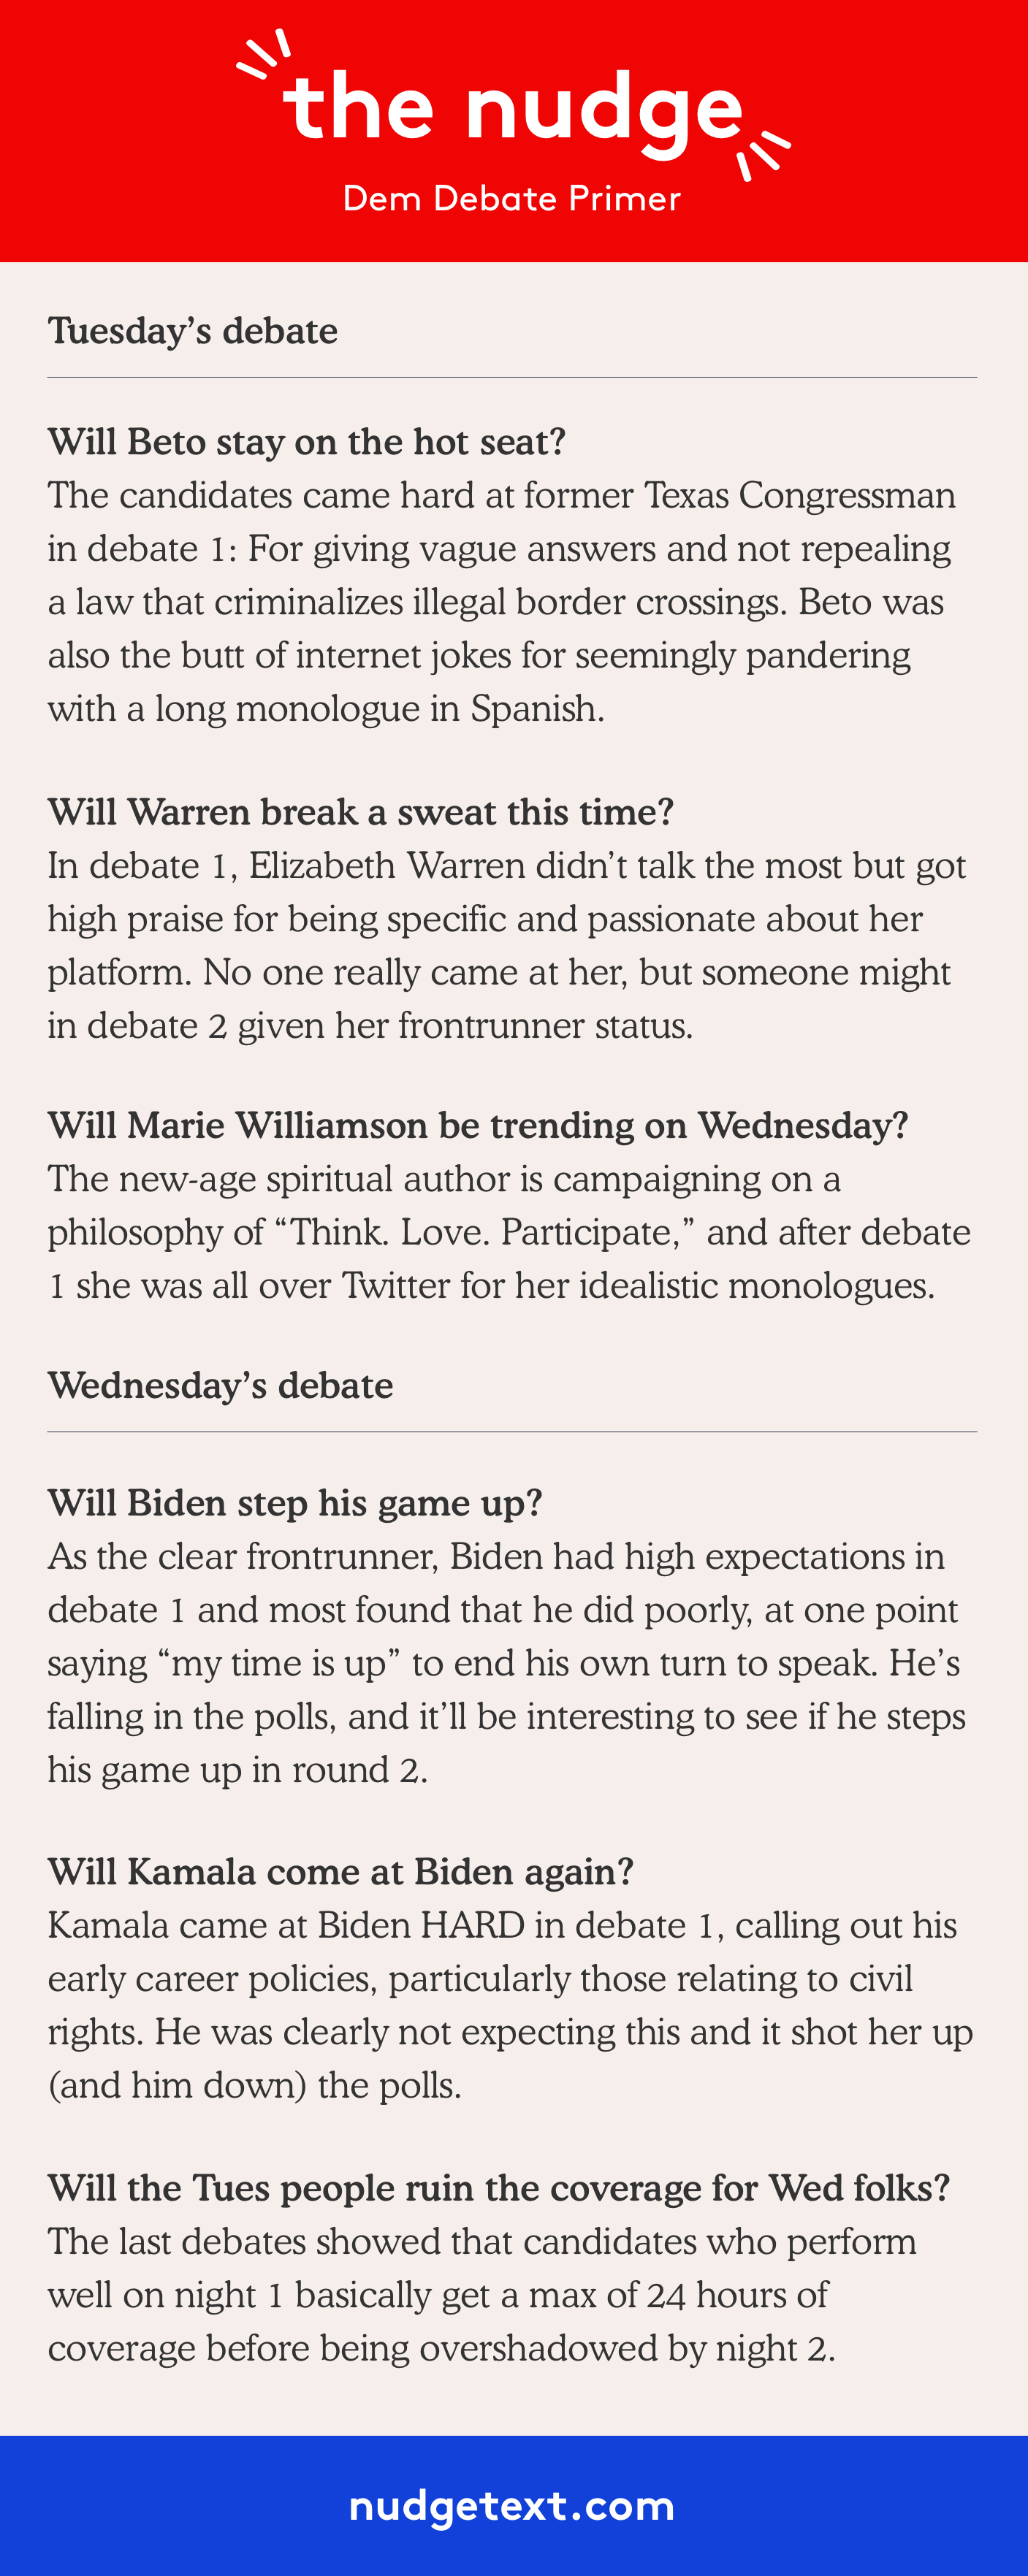 the nudge
Dem Debate Primer
Tuesday’s debate
Will Beto stay on the hot seat?
The candidates came hard at former Texas Congressman
in debate 1: For giving vague answers and not repealing
a law that criminalizes illegal border crossings. Beto was
also the butt of internet jokes for seemingly pandering
with a long monologue in Spanish.
Will Warren break a sweat this time?
In debate 1, Elizabeth Warren didn’t talk the most but got
high praise for being specific and passionate about her
platform. No one really came at her, but someone might
in debate 2 given her frontrunner status.
Will Marie Williamson be trending on Wednesday?
The new-age spiritual author is campaigning on a
philosophy of “Think. Love. Participate,” and after debate
1 she was all over Twitter for her idealistic monologues.
Wednesday’s debate
Will Biden step his game up?
As the clear frontrunner, Biden had high expectations in
debate 1 and most found that he did poorly, at one point
saying “my time is up” to end his own turn to speak. He’s
falling in the polls, and it’ll be interesting to see if he steps
his game up in round 2.
Will Kamala come at Biden again?
Kamala came at Biden HARD in debate 1, calling out his
early career policies, particularly those relating to civil
rights. He was clearly not expecting this and it shot her up
(and him down) the polls.
Will the Tues people ruin the coverage for Wed folks?
The last debates showed that candidates who perform
well on night 1 basically get a max of 24 hours of
coverage before being overshadowed by night 2.
nudgetext.com